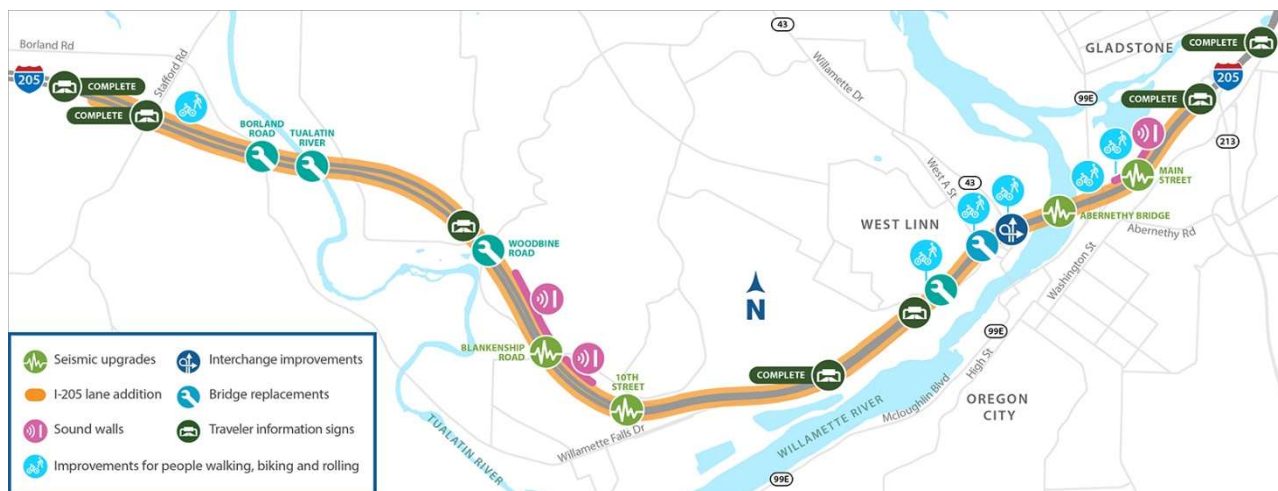 Borland Rd
205
COMPLETE
COMPLETE
Stafford Rd
BORLAND
ROAD
TUALATIN
RIVER
WOODBINE
ROAD
BLANKENSHIP
ROAD
10TH
STREET
COMPLETE
Willamette Falls Dr
TUALATIN RIVER
WILLAMETTE RIVER
Mcloughlin Blvd
99E
High St
99E
OREGON
CITY
Washington St
WEST LINN
43
West A St
Willamette Dr
43
ABERNETHY BRIDGE
Abernethy Rd
MAIN
STREET
213
99E
GLADSTONE
COMPLETE
COMPLETE
205
N
Seismic upgrades
I-205 lane addition
Sound walls
Improvements for people walking, biking and rolling
Interchange improvements
Bridge replacements
Traveler information signs